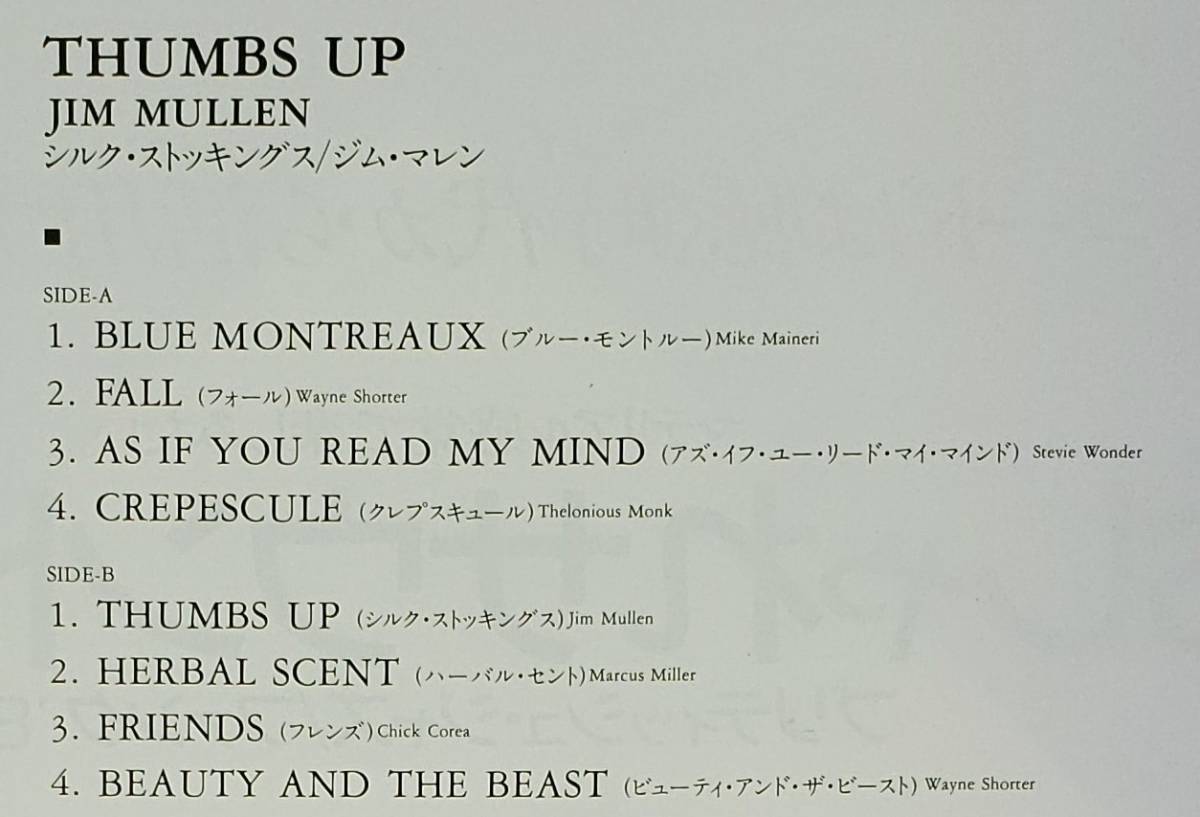 THUMBS UP
JIM MULLEN
シルク・ストッキングス/ジム・マレン
SIDE-A
1. BLUE MONTREAUX (ブルー・モントルー) Mike Maineri
2. FALL (フォール) Wayne Shorter
3. AS IF YOU READ MY MIND (アズ・イフ・ユー・リード・マイ・マインド) Stevie Wonder
4. CREPESCULE (クレプスキュール) Thelonious Monk
SIDE-B
1. THUMBS UP (シルク・ストッキングス) Jim Mullen
2. HERBAL SCENT (ハーバル・セント) Marcus Miller
3. FRIENDS (フレンズ) Chick Corea
4. BEAUTY AND THE BEAST (ビューティ・アンド・ザ・ビースト) Wayne Shorter